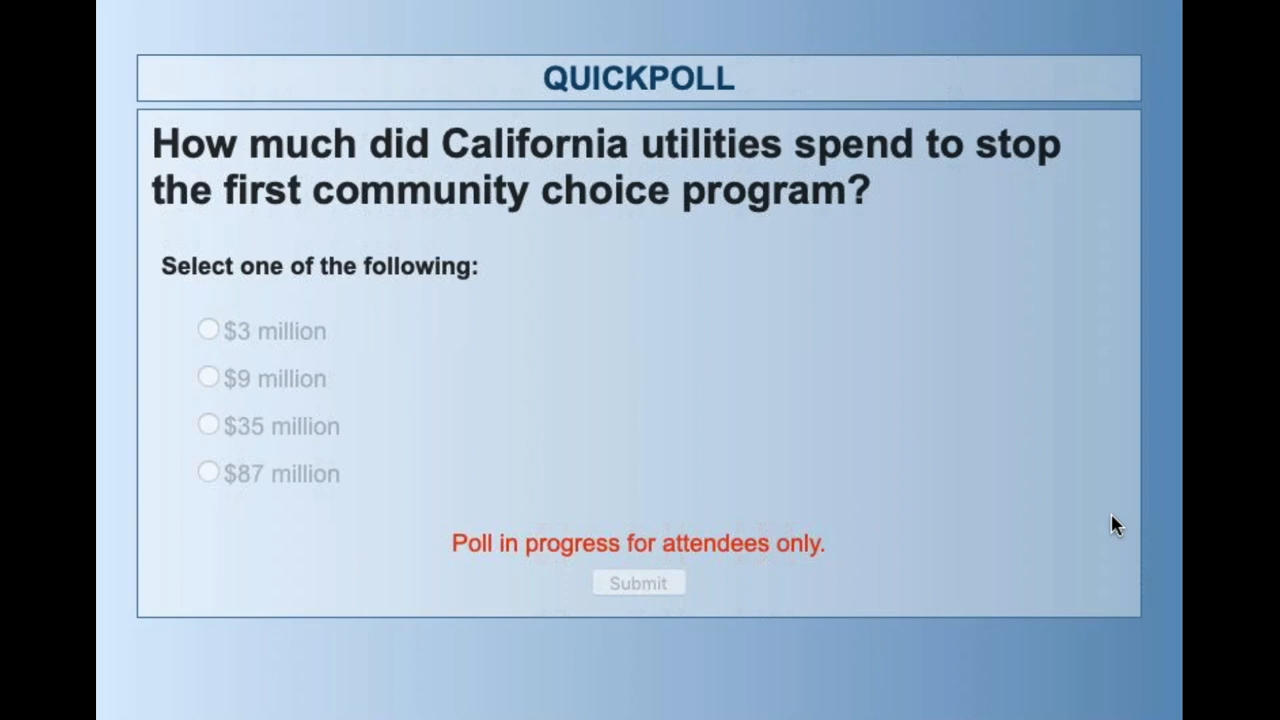 QUICKPOLL
How much did California utilities spend to stop
the first community choice program?
Select one of the following:
$3 million
$9 million
$35 million
$87 million
Poll in progress for attendees only.
Submit